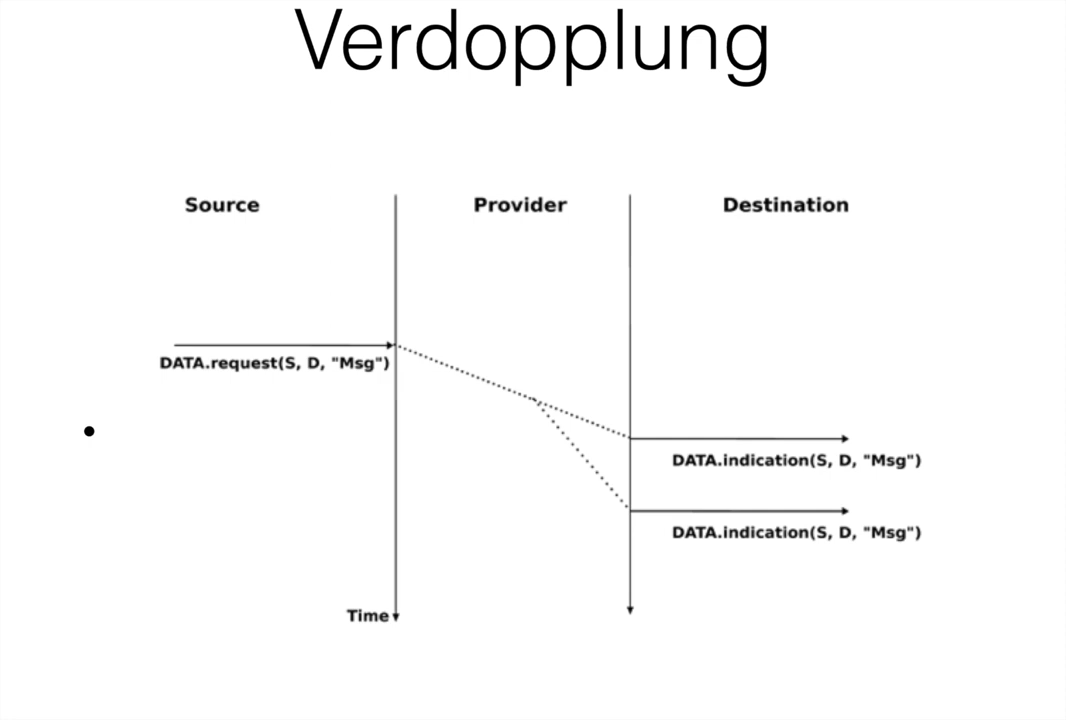 Verdopplung
Source
Provider
Destination
DATA.request(S, D, "Msg")
DATA.indication(S, D, "Msg")
DATA.indication(S, D, "Msg")
Time